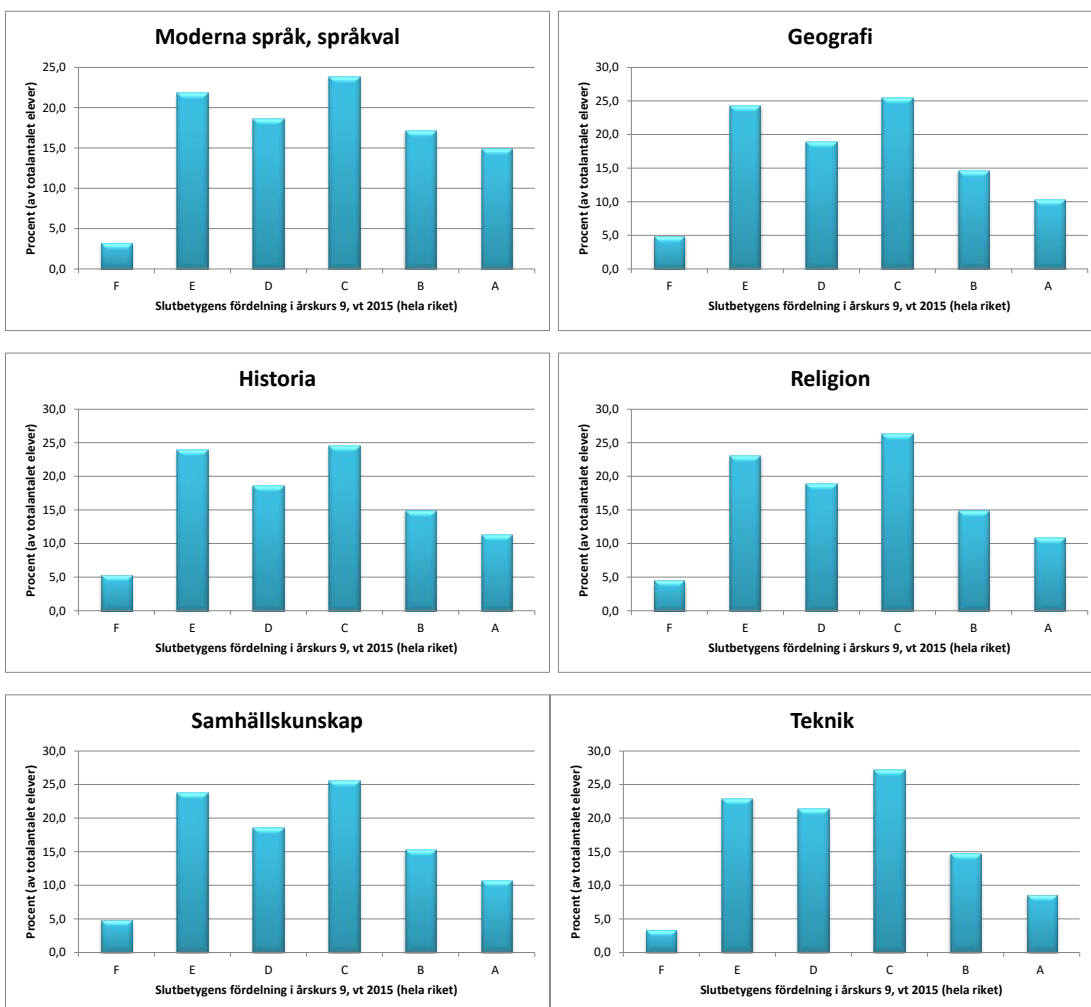 Moderna språk, språkval
Procent (av totalantalet elever)
25,0
20,0
15,0
10,0
5,0
0,0
F E D C B A
Slutbetygens fördelning i årskurs 9, vt 2015 (hela riket)
Geografi
Procent (av totalantalet elever)
30,0
25,0
20,0
15,0
10,0
5,0
0,0
F E D C B A
Slutbetygens fördelning i årskurs 9, vt 2015 (hela riket)
Historia
Procent (av totalantalet elever)
30,0
25,0
20,0
15,0
10,0
5,0
0,0
F E D C B A
Slutbetygens fördelning i årskurs 9, vt 2015 (hela riket)
Religion
Procent (av totalantalet elever)
30,0
25,0
20,0
15,0
10,0
5,0
0,0
F E D C B A
Slutbetygens fördelning i årskurs 9, vt 2015 (hela riket)
Samhällskunskap
Procent (av totalantalet elever)
30,0
25,0
20,0
15,0
10,0
5,0
0,0
F E D C B A
Slutbetygens fördelning i årskurs 9, vt 2015 (hela riket)
Teknik
Procent (av totalantalet elever)
30,0
25,0
20,0
15,0
10,0
5,0
0,0
F E D C B A
Slutbetygens fördelning i årskurs 9, vt 2015 (hela riket)